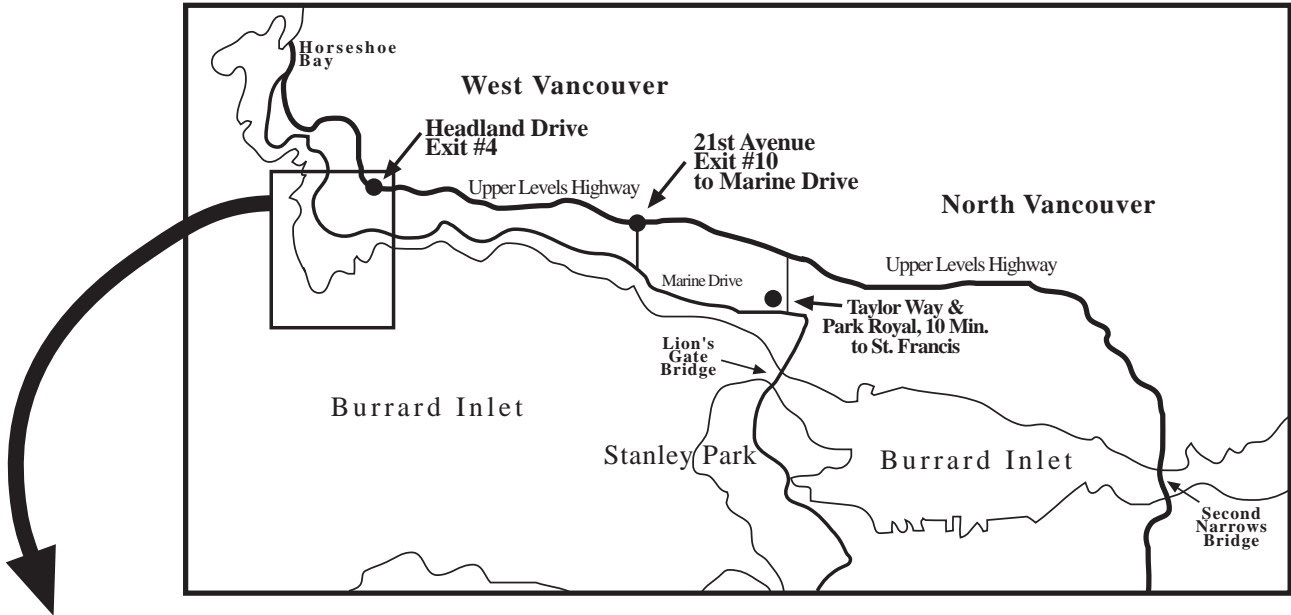 Horseshoe
Bay
West Vancouver
Headland Drive
Exit #4
21st Avenue
Exit #10
to Marine Drive
Upper Levels Highway
North Vancouver
Upper Levels Highway
Marine Drive
Taylor Way &
Park Royal, 10 Min.
to St. Francis
Lion's
Gate
Bridge
Burrard Inlet
Stanley Park
Burrard Inlet
Second
Narrows
Bridge